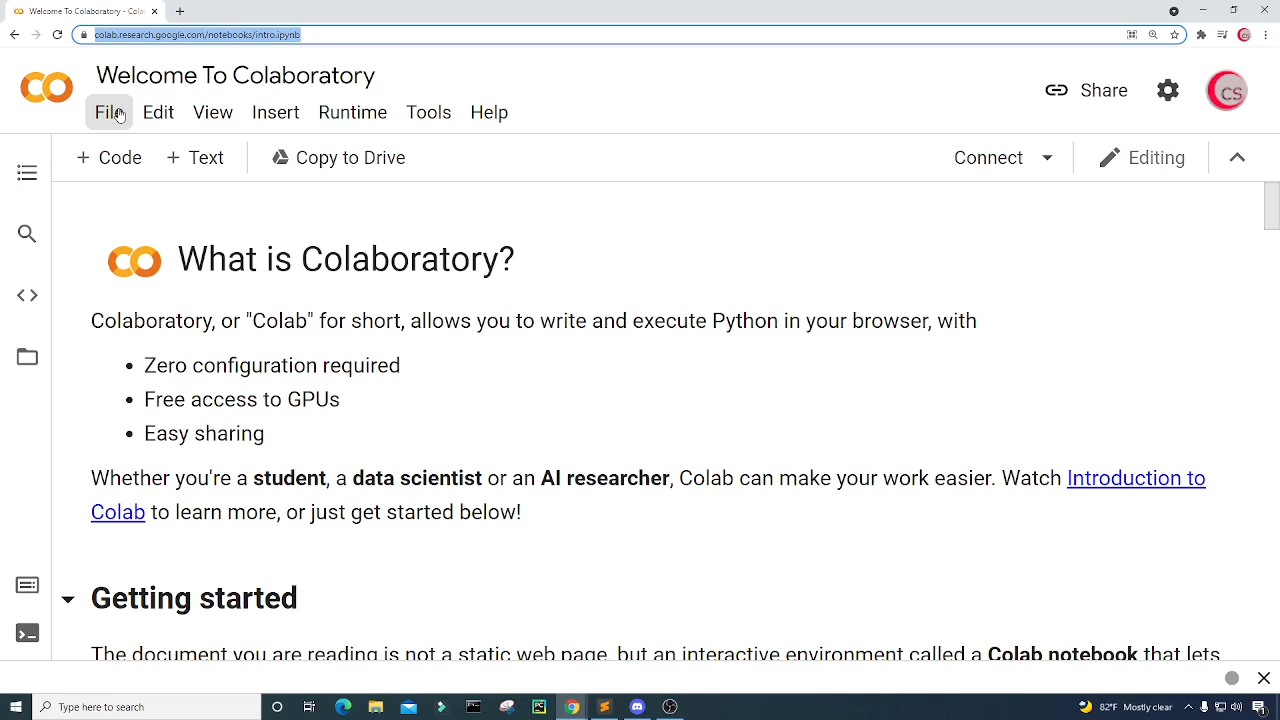 Welcome To Colaboratory - Cola
colab.research.google.com/notebooks/intro.ipynb
Welcome To Colaboratory
File Edit View Insert Runtime Tools Help
Share
CS
+ Code + Text Copy to Drive
Connect Editing
What is Colaboratory?
Colaboratory, or "Colab" for short, allows you to write and execute Python in your browser, with
• Zero configuration required
• Free access to GPUs
• Easy sharing
Whether you're a student, a data scientist or an AI researcher, Colab can make your work easier. Watch Introduction to
Colab to learn more, or just get started below!
Getting started
The document you are reading is not a static web page, but an interactive environment called a Colab notebook that lets
Type here to search
82°F Mostly clear